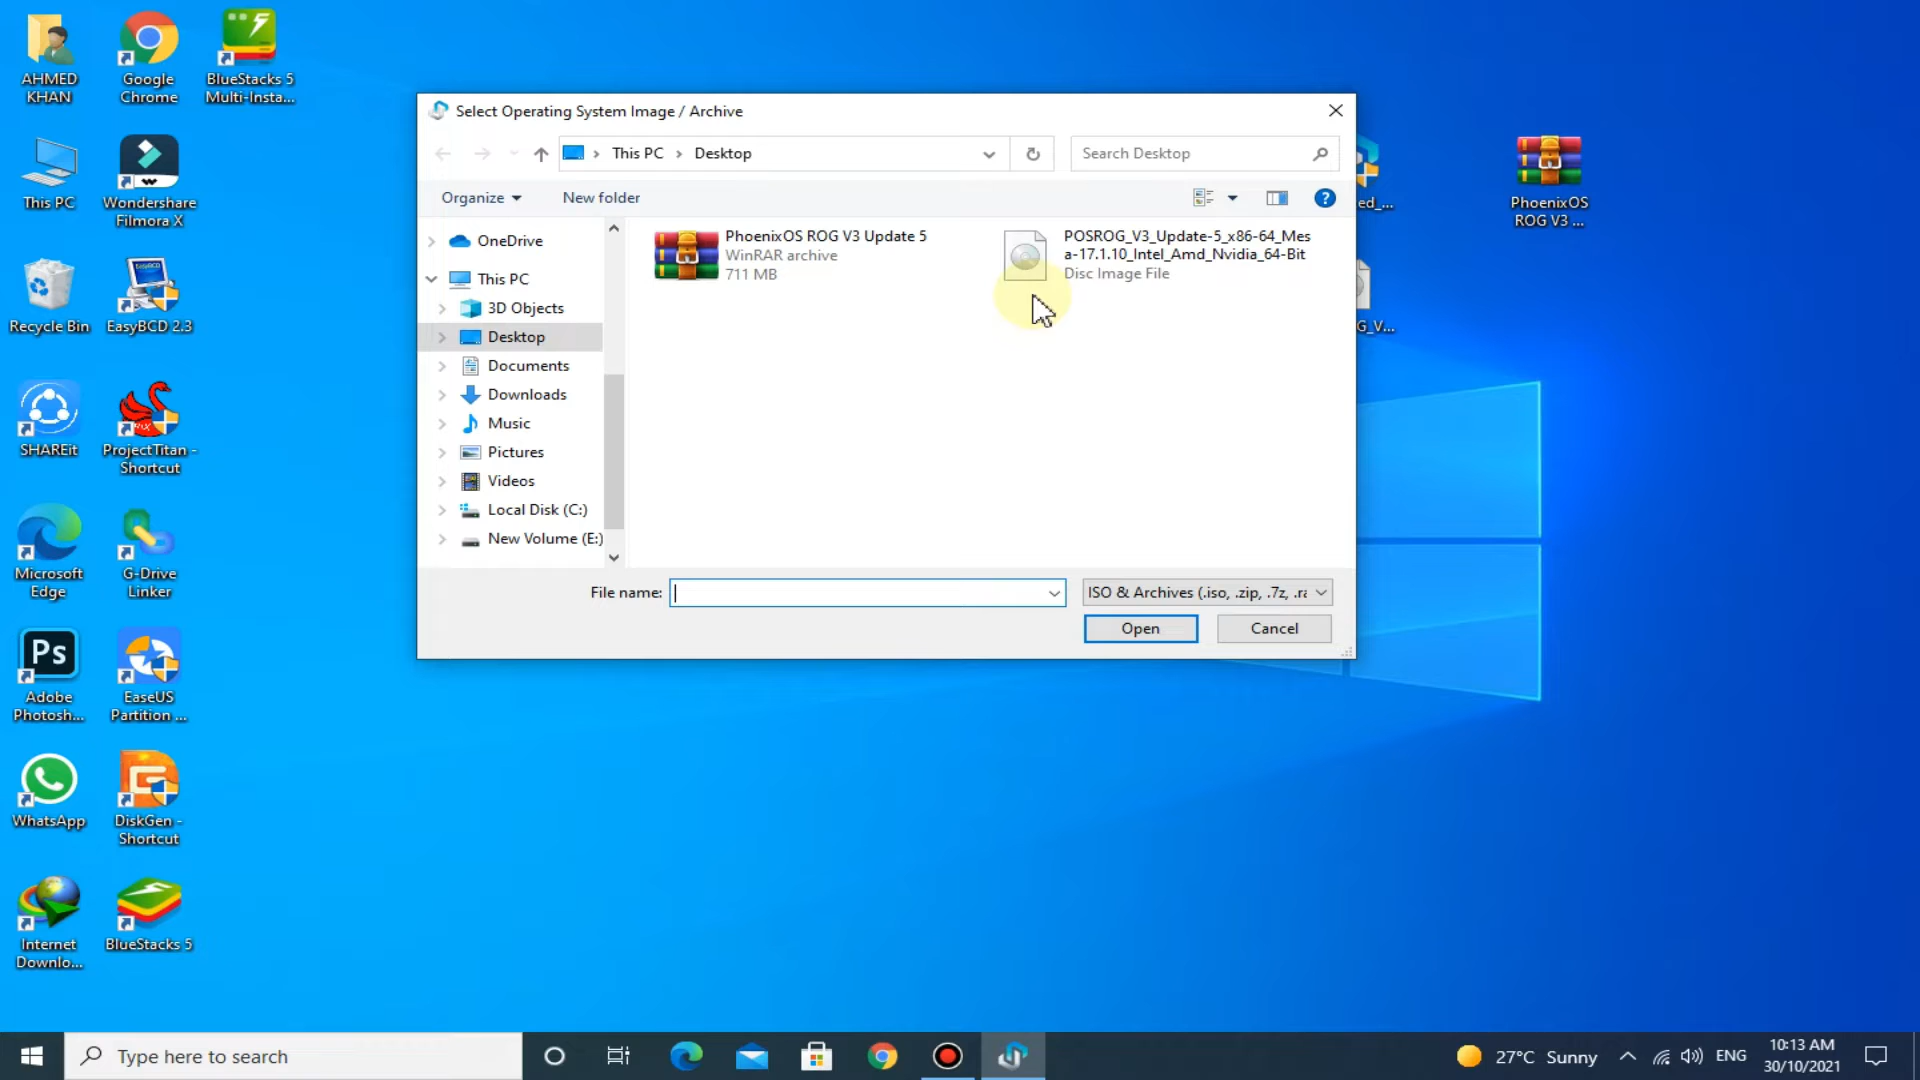 AHMED
KHAN
Google
Chrome
BlueStacks 5
Multi-Insta...
This PC
Wondershare
Filmora X
Recycle Bin
EasyBCD 2.3
SHAREit
ProjectTitan -
Shortcut
Microsoft
Edge
G-Drive
Linker
Ps
Adobe
Photosh...
EaseUS
Partition ...
WhatsApp
DiskGen -
Shortcut
Internet
Downlo...
BlueStacks 5
Select Operating System Image / Archive
This PC
Desktop
Search Desktop
Organize
New folder
OneDrive
This PC
3D Objects
Desktop
Documents
Downloads
Music
Pictures
Videos
Local Disk (C:)
New Volume (E:)
PhoenixOS ROG V3 Update 5
WinRAR archive
711 MB
POSROG_V3_Update-5_x86-64_Mes
a-17.1.10_Intel_Amd_Nvidia_64-Bit
Disc Image File
File name:
ISO & Archives (.iso, .zip, .7z, .ra
Open
Cancel
ed_...
G_V...
PhoenixOS
ROG V3 ...
Type here to search
27°C Sunny
ENG
10:13 AM
30/10/2021